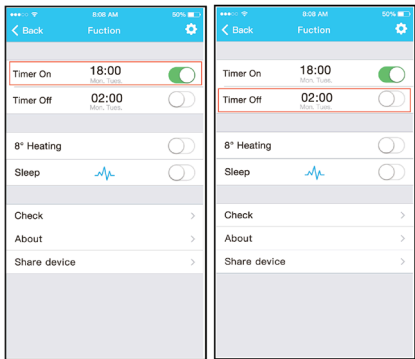 8:08 AM 50%
Back Fuction
Timer On 18:00
Mon. Tues.
Timer Off 02:00
Mon. Tues.
8° Heating
Sleep
Check
About
Share device
8:08 AM 50%
Back Fuction
Timer On 18:00
Mon. Tues.
Timer Off 02:00
Mon. Tues.
8° Heating
Sleep
Check
About
Share device